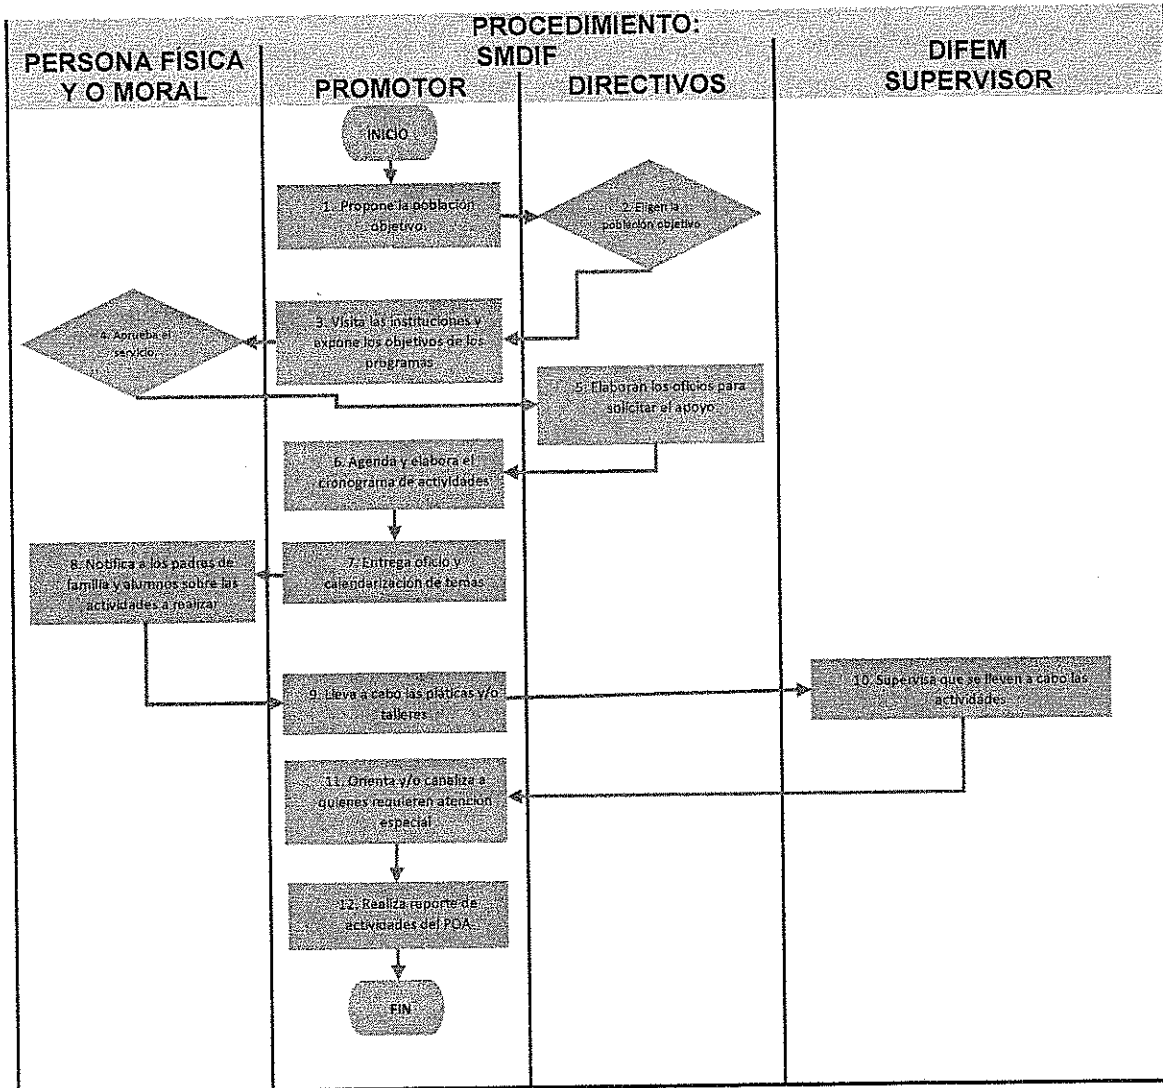 PROCEDIMIENTO:
SMDIF
PERSONA FÍSICA
Y O MORAL
PROMOTOR
DIRECTIVOS
DIFEM
SUPERVISOR
INICIO
1. Propone la población
objetivo.
2. Eligen la
población objetivo
3. Visita las instituciones y
expone los objetivos de los
programas
4. Aprueba el
servicio.
5. Elaboran los oficios para
solicitar el apoyo.
6. Agenda y elabora el
cronograma de actividades
7. Entrega oficio y
calendarización de temas
8. Notifica a los padres de
familia y alumnos sobre las
actividades a realizar
9. Lleva a cabo las pláticas y/o
talleres
10. Supervisa que se lleven a cabo las
actividades
11. Orienta y/o canaliza a
quienes requieren atención
especial
12. Realiza reporte de
actividades del POA.
FIN